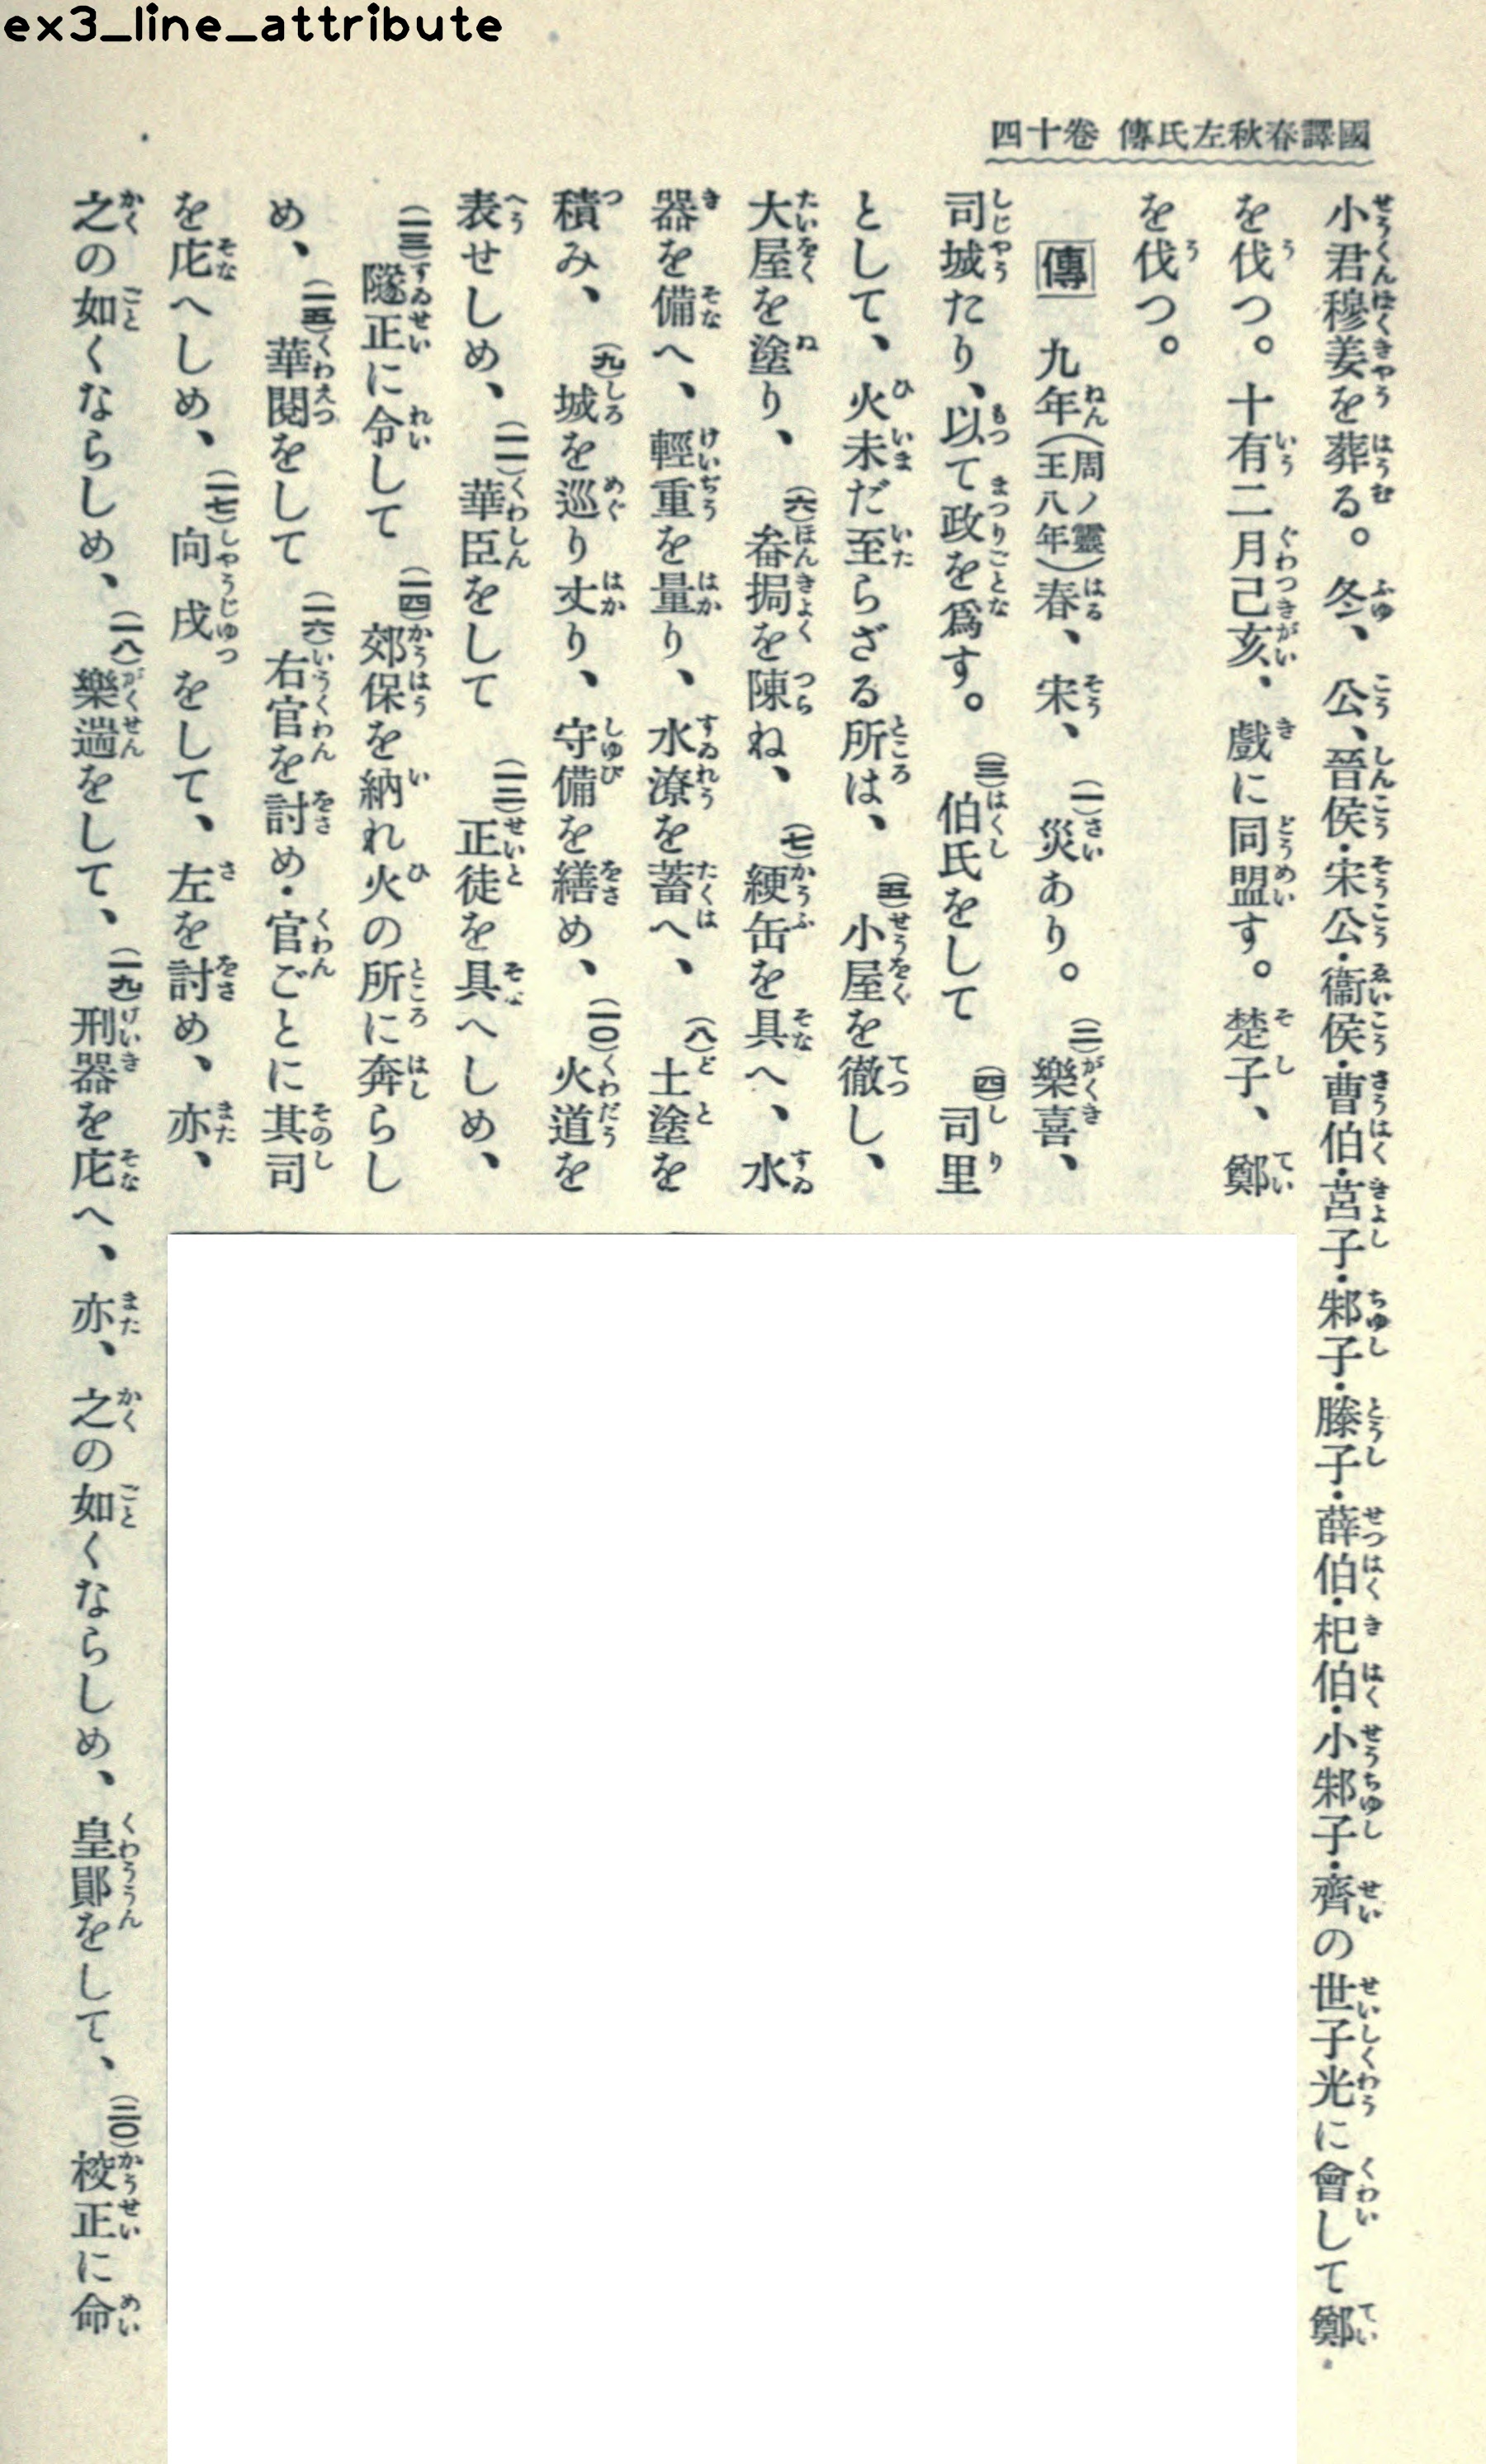 ex3_line_attribute
國譯春秋左氏傳 卷十四
小君穆姜を葬る。冬、公、晉侯・宋公・衞侯・曹伯・莒子・邾子・滕子・薛伯・杞伯・小邾子・齊の世子光に會して鄭
を伐つ。十有二月己亥、戲に同盟す。楚子、鄭
を伐つ。
傳 九年(周ノ靈王八年)春、宋、(一)災あり。(二)樂喜、
司城たり、以て政を爲す。(三)伯氏をして(四)司里
として、火未だ至らざる所は、(五)小屋を徹し、
大屋を塗り、(六)畚挶を陳ね、(七)綆缶を具へ、水
器を備へ、輕重を量り、水潦を蓄へ、(八)土塗を
積み、(九)城を巡り丈り、守備を繕め、(一〇)火道を
表せしめ、(一一)華臣をして(一二)正徒を具へしめ、
(一三)隧正に令して(一四)郊保を納れ火の所に奔らし
め、(一五)華閱をして(一六)右官を討め・官ごとに其司
を庀へしめ、(一七)向戌をして、左を討め、亦、
之の如くならしめ、(一八)樂遄をして、(一九)刑器を庀へ、亦、之の如くならしめ、皇鄖をして、(二〇)校正に命